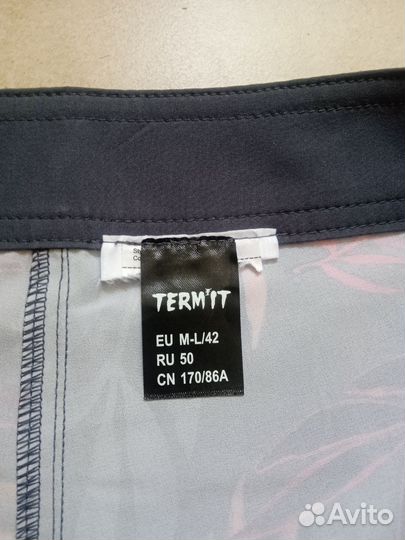 TERM'IT
EU M-L/42
RU 50
CN 170/86A
Avito